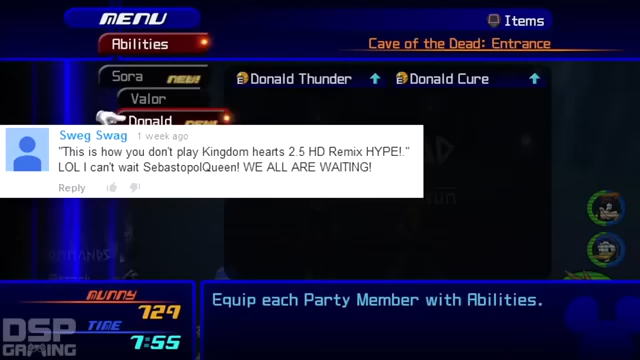 MENU
Items
Abilities
Cave of the Dead: Entrance
Sora NEW!
Donald Thunder
Donald Cure
Valor
Donald
Sweg Swag 1 week ago
"This is how you don't play Kingdom hearts 2.5 HD Remix HYPE!."
LOL I can't wait SebastopolQueen! WE ALL ARE WAITING!
Reply
MUNNY
729
TIME
7:55
Equip each Party Member with Abilities.
DSP
GAMING